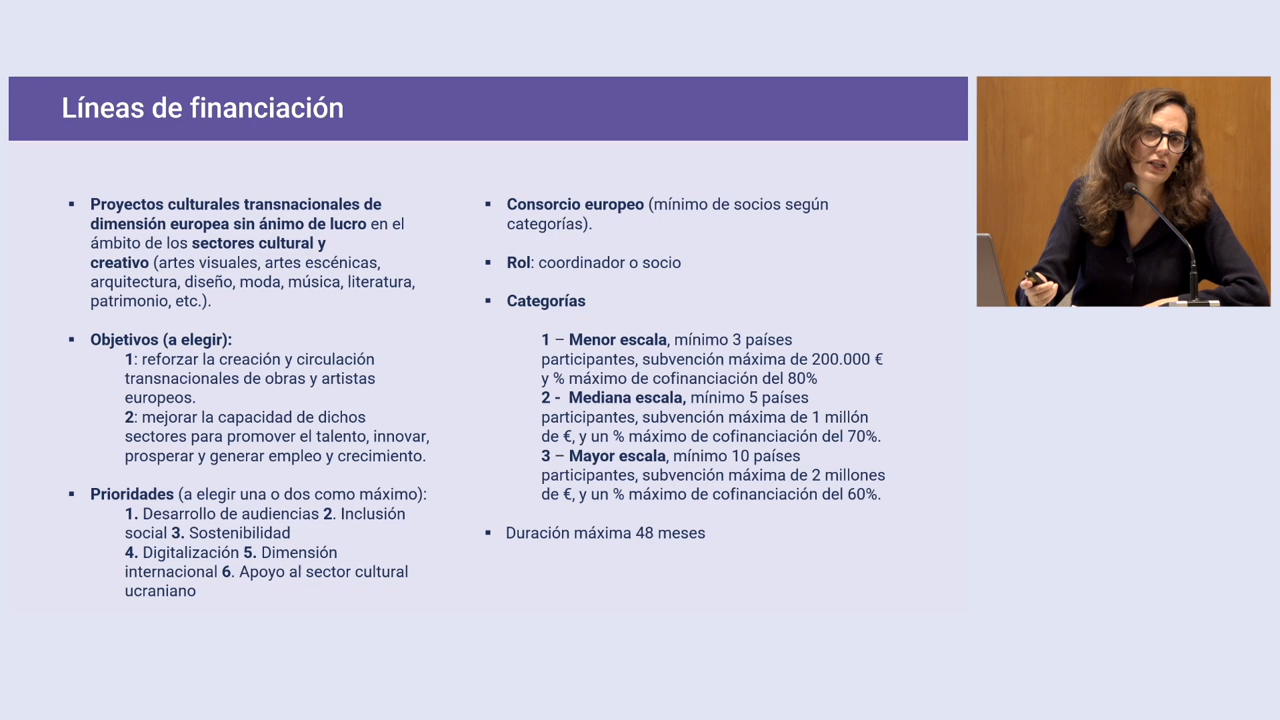 Líneas de financiación
▪ Proyectos culturales transnacionales de
dimensión europea sin ánimo de lucro en el
ámbito de los sectores cultural y
creativo (artes visuales, artes escénicas,
arquitectura, diseño, moda, música, literatura,
patrimonio, etc.).
▪ Objetivos (a elegir):
1: reforzar la creación y circulación
transnacionales de obras y artistas
europeos.
2: mejorar la capacidad de dichos
sectores para promover el talento, innovar,
prosperar y generar empleo y crecimiento.
▪ Prioridades (a elegir una o dos como máximo):
1. Desarrollo de audiencias 2. Inclusión
social 3. Sostenibilidad
4. Digitalización 5. Dimensión
internacional 6. Apoyo al sector cultural
ucraniano
▪ Consorcio europeo (mínimo de socios según
categorías).
▪ Rol: coordinador o socio
▪ Categorías
1 – Menor escala, mínimo 3 países
participantes, subvención máxima de 200.000 €
y % máximo de cofinanciación del 80%
2 - Mediana escala, mínimo 5 países
participantes, subvención máxima de 1 millón
de €, y un % máximo de cofinanciación del 70%.
3 – Mayor escala, mínimo 10 países
participantes, subvención máxima de 2 millones
de €, y un % máximo de cofinanciación del 60%.
▪ Duración máxima 48 meses